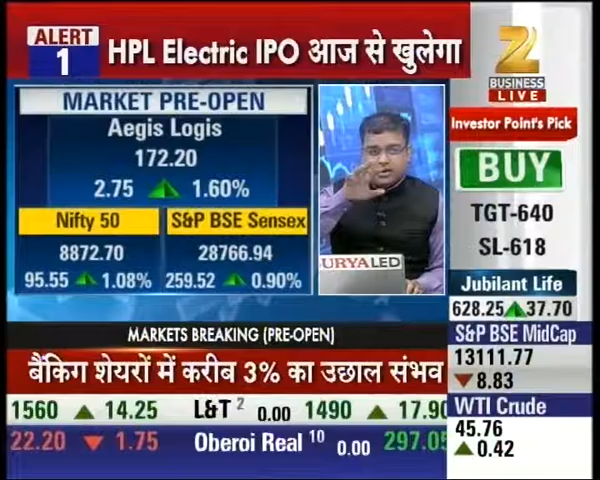 ALERT
1
HPL Electric IPO आज से खुलेगा
Z
BUSINESS
LIVE
MARKET PRE-OPEN
Aegis Logis
172.20
2.75 ▲ 1.60%
Nifty 50
8872.70
95.55 ▲ 1.08%
S&P BSE Sensex
28766.94
259.52 ▲ 0.90%
URYALED
Investor Point's Pick
BUY
TGT-640
SL-618
Jubilant Life
628.25 ▲ 37.70
S&P BSE MidCap
13111.77
▼ 8.83
WTI Crude
45.76
▲ 0.42
MARKETS BREAKING (PRE-OPEN)
बैंकिंग शेयरों में करीब 3% का उछाल संभव
1560 ▲ 14.25 L&T 2 0.00 1490 ▲ 17.90
22.20 ▼ 1.75 Oberoi Real 10 0.00 297.05